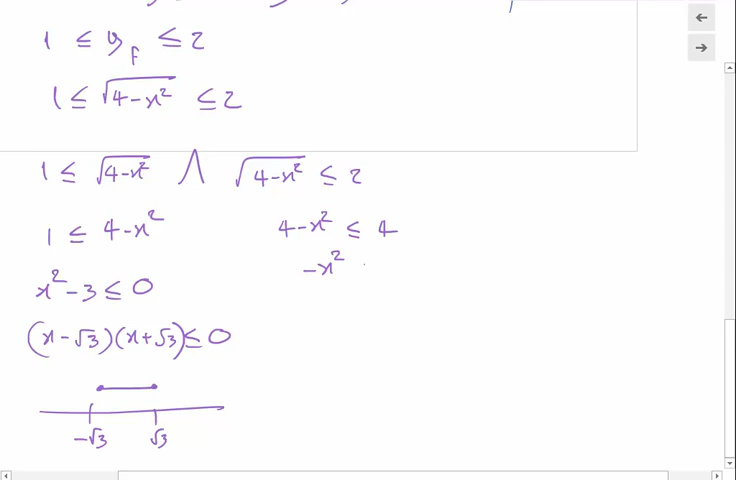 1 ≤ y_f ≤ 2
1 ≤ √(4-x²) ≤ 2
1 ≤ √(4-x²) ∧ √(4-x²) ≤ 2
1 ≤ 4-x² 4-x² ≤ 4
-x²
x²-3 ≤ 0
(x-√3)(x+√3) ≤ 0
-√3 √3